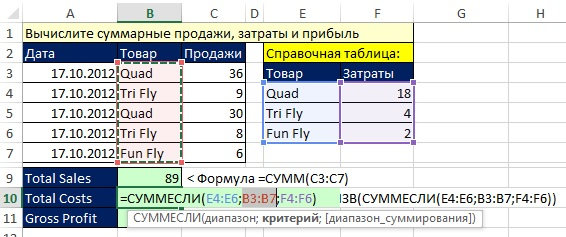 A B C D E F G H
1 Вычислите суммарные продажи, затраты и прибыль
2 Дата Товар Продажи Справочная таблица:
3 17.10.2012 Quad 36 Товар Затраты
4 17.10.2012 Tri Fly 9 Quad 18
5 17.10.2012 Quad 30 Tri Fly 4
6 17.10.2012 Tri Fly 8 Fun Fly 2
7 17.10.2012 Fun Fly 6
9 Total Sales 89 < Формула =СУММ(C3:C7)
10 Total Costs =СУММЕСЛИ(E4:E6;B3:B7;F4:F6) ІЗВ(СУММЕСЛИ(E4:E6;B3:B7;F4:F6))
11 Gross Profit СУММЕСЛИ(диапазон; критерий; [диапазон_суммирования])